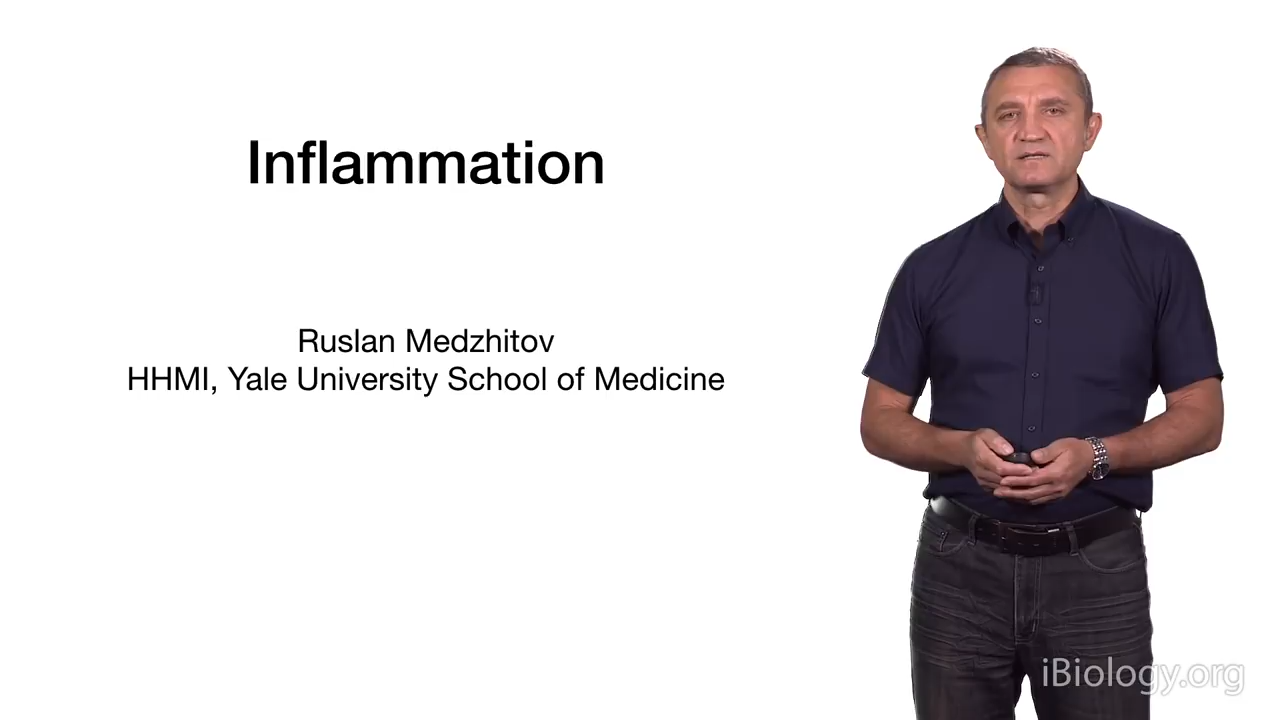 Inflammation
Ruslan Medzhitov
HHMI, Yale University School of Medicine
iBiology.org